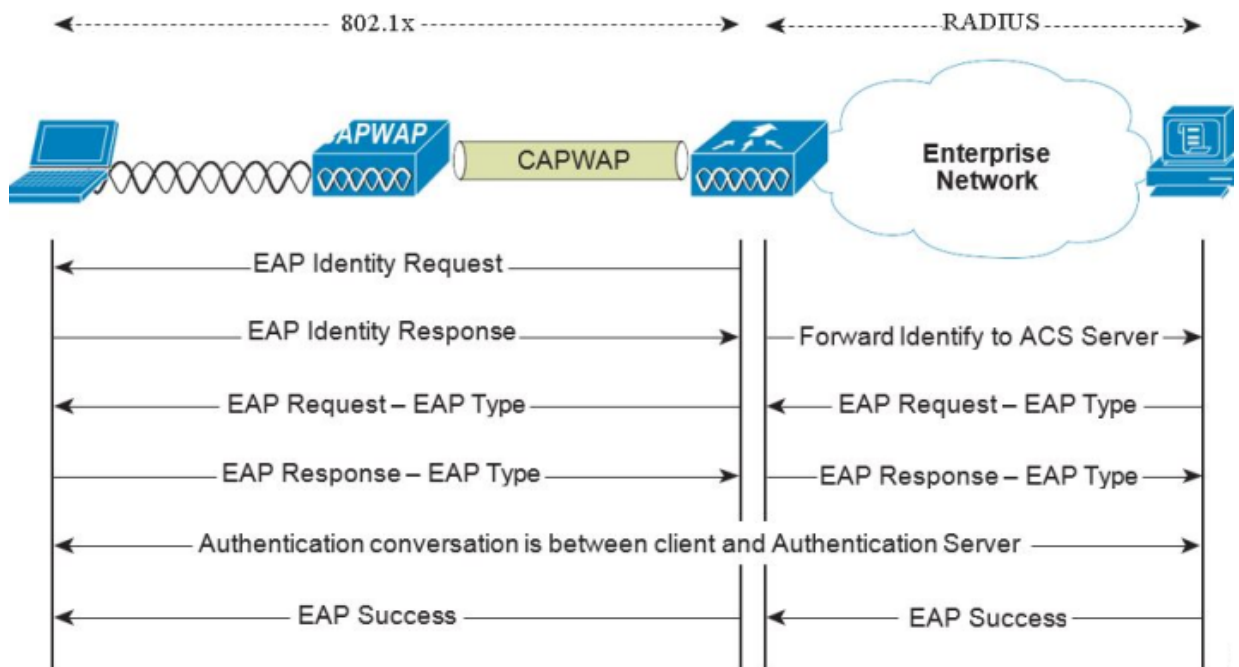 802.1x
RADIUS
CAPWAP
CAPWAP
Enterprise
Network
EAP Identity Request
EAP Identity Response
Forward Identify to ACS Server
EAP Request – EAP Type
EAP Request – EAP Type
EAP Response – EAP Type
EAP Response – EAP Type
Authentication conversation is between client and Authentication Server
EAP Success
EAP Success